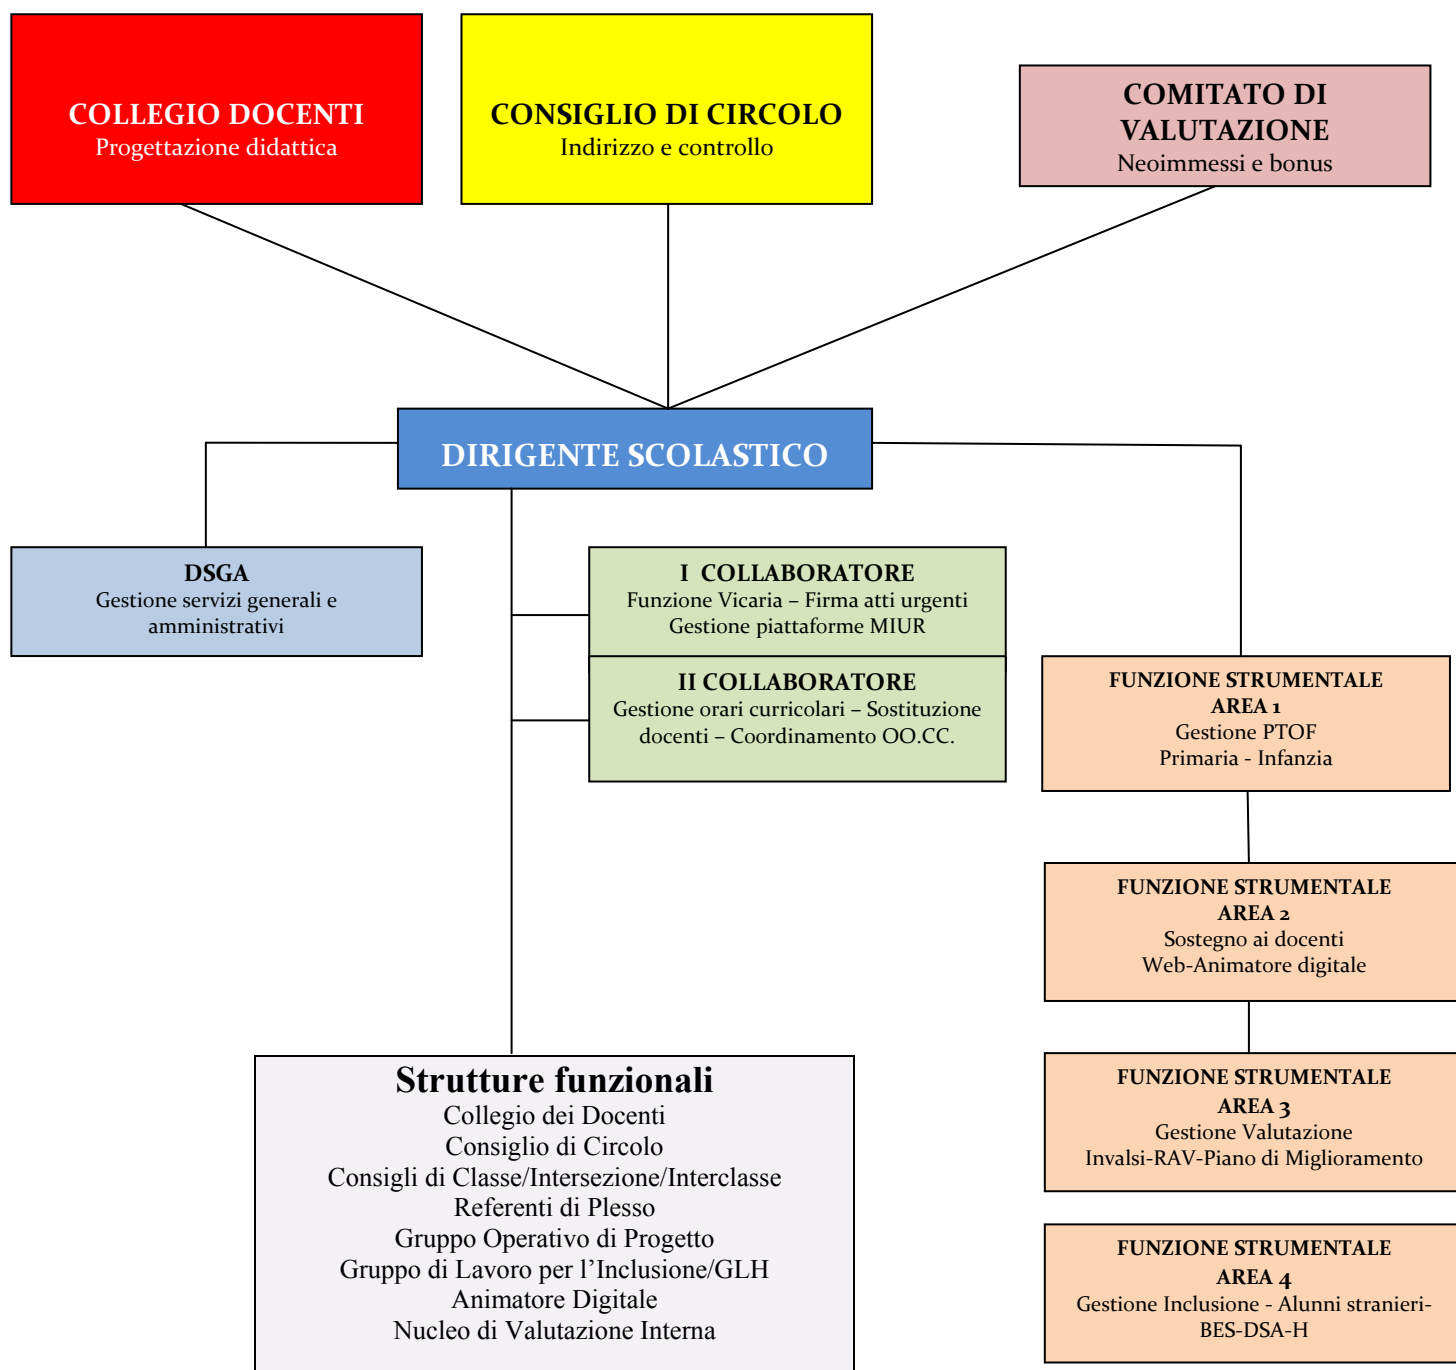 COLLEGIO DOCENTI
Progettazione didattica
CONSIGLIO DI CIRCOLO
Indirizzo e controllo
COMITATO DI
VALUTAZIONE
Neoimmessi e bonus
DIRIGENTE SCOLASTICO
DSGA
Gestione servizi generali e
amministrativi
I COLLABORATORE
Funzione Vicaria – Firma atti urgenti
Gestione piattaforme MIUR
II COLLABORATORE
Gestione orari curricolari – Sostituzione
docenti – Coordinamento OO.CC.
FUNZIONE STRUMENTALE
AREA 1
Gestione PTOF
Primaria - Infanzia
FUNZIONE STRUMENTALE
AREA 2
Sostegno ai docenti
Web-Animatore digitale
FUNZIONE STRUMENTALE
AREA 3
Gestione Valutazione
Invalsi-RAV-Piano di Miglioramento
FUNZIONE STRUMENTALE
AREA 4
Gestione Inclusione - Alunni stranieri-
BES-DSA-H
Strutture funzionali
Collegio dei Docenti
Consiglio di Circolo
Consigli di Classe/Intersezione/Interclasse
Referenti di Plesso
Gruppo Operativo di Progetto
Gruppo di Lavoro per l’Inclusione/GLH
Animatore Digitale
Nucleo di Valutazione Interna